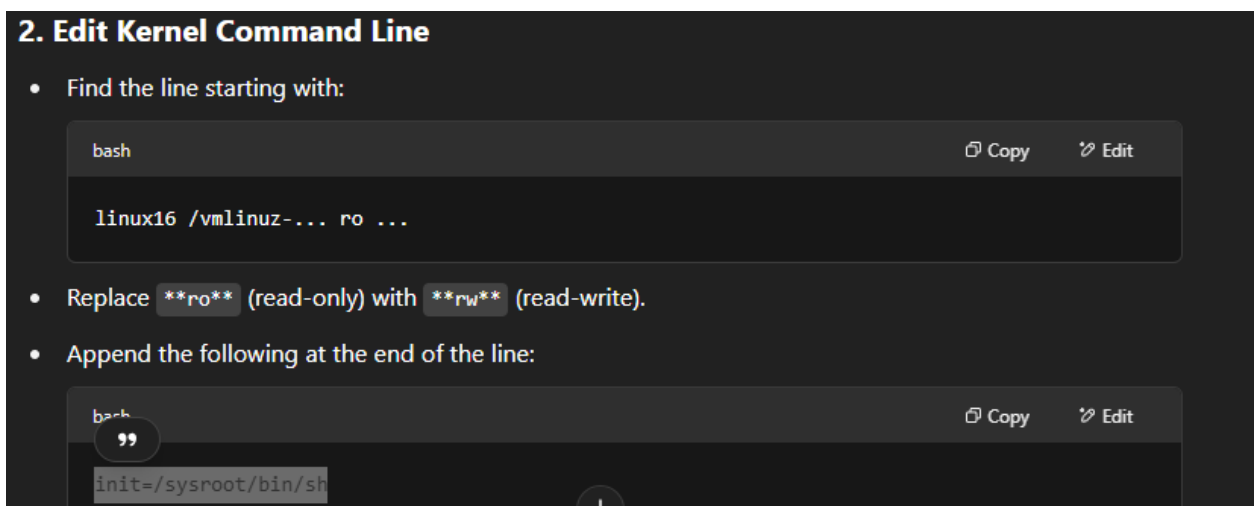 2. Edit Kernel Command Line
• Find the line starting with:
bash Copy Edit
linux16 /vmlinuz-... ro ...
• Replace **ro** (read-only) with **rw** (read-write).
• Append the following at the end of the line:
bash Copy Edit
init=/sysroot/bin/sh